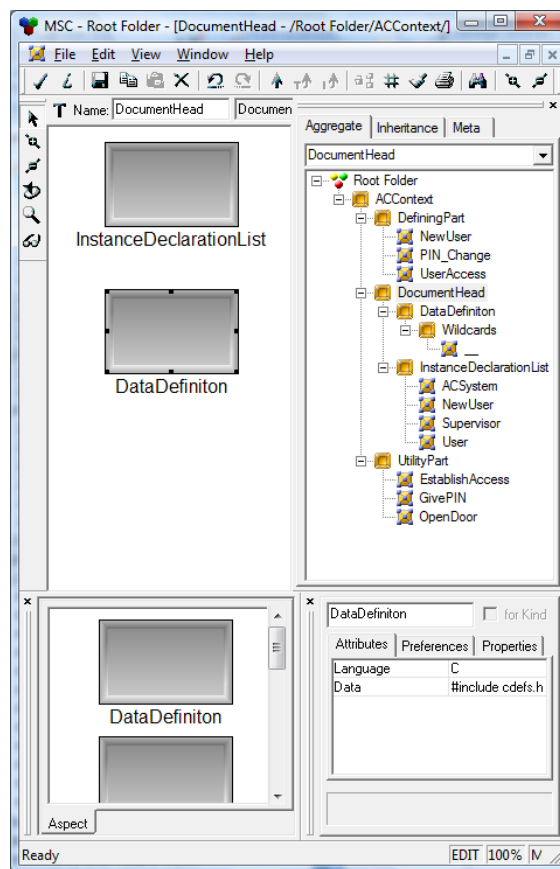 MSC - Root Folder - [DocumentHead - /Root Folder/ACContext/]
File Edit View Window Help
Name: DocumentHead Documen
InstanceDeclarationList
DataDefiniton
Aggregate Inheritance Meta
DocumentHead
Root Folder
ACContext
DefiningPart
NewUser
PIN_Change
UserAccess
DocumentHead
DataDefiniton
Wildcards
__
InstanceDeclarationList
ACSystem
NewUser
Supervisor
User
UtilityPart
EstablishAccess
GivePIN
OpenDoor
DataDefiniton
Aspect
DataDefiniton for Kind
Attributes Preferences Properties
Language C
Data #include cdefs.h
Ready EDIT 100% M